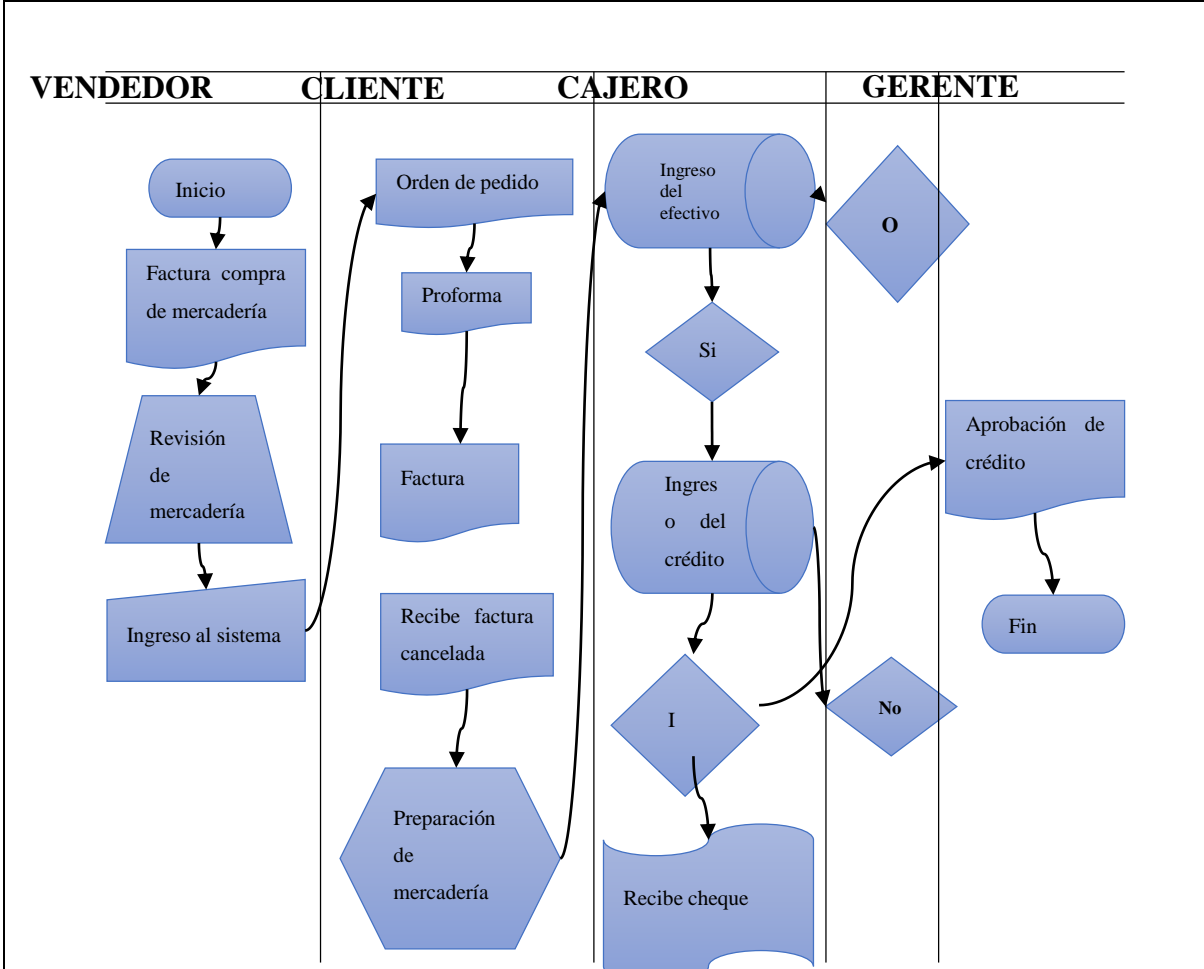 VENDEDOR
CLIENTE
CAJERO
GERENTE
Inicio
Factura compra
de mercadería
Revisión
de
mercadería
Ingreso al sistema
Orden de pedido
Proforma
Factura
Recibe factura
cancelada
Preparación
de
mercadería
Ingreso
del
efectivo
Si
Ingres
o del
crédito
I
Recibe cheque
O
No
Aprobación de
crédito
Fin